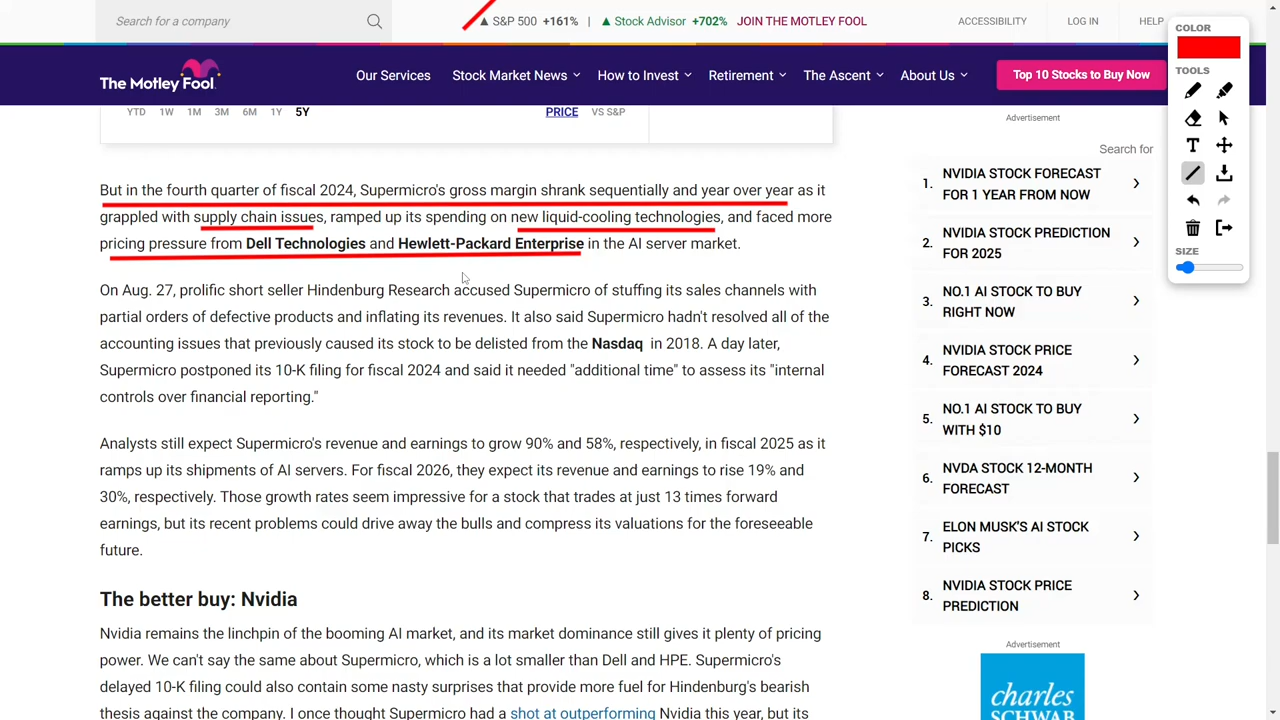 Search for a company
▲ S&P 500 +161% | ▲ Stock Advisor +702% JOIN THE MOTLEY FOOL
ACCESSIBILITY LOG IN HELP
The Motley Fool.
Our Services Stock Market News How to Invest Retirement The Ascent About Us Top 10 Stocks to Buy Now
YTD 1W 1M 3M 6M 1Y 5Y PRICE VS S&P
But in the fourth quarter of fiscal 2024, Supermicro's gross margin shrank sequentially and year over year as it
grappled with supply chain issues, ramped up its spending on new liquid-cooling technologies, and faced more
pricing pressure from Dell Technologies and Hewlett-Packard Enterprise in the AI server market.
On Aug. 27, prolific short seller Hindenburg Research accused Supermicro of stuffing its sales channels with
partial orders of defective products and inflating its revenues. It also said Supermicro hadn't resolved all of the
accounting issues that previously caused its stock to be delisted from the Nasdaq in 2018. A day later,
Supermicro postponed its 10-K filing for fiscal 2024 and said it needed "additional time" to assess its "internal
controls over financial reporting."
Analysts still expect Supermicro's revenue and earnings to grow 90% and 58%, respectively, in fiscal 2025 as it
ramps up its shipments of AI servers. For fiscal 2026, they expect its revenue and earnings to rise 19% and
30%, respectively. Those growth rates seem impressive for a stock that trades at just 13 times forward
earnings, but its recent problems could drive away the bulls and compress its valuations for the foreseeable
future.
The better buy: Nvidia
Nvidia remains the linchpin of the booming AI market, and its market dominance still gives it plenty of pricing
power. We can't say the same about Supermicro, which is a lot smaller than Dell and HPE. Supermicro's
delayed 10-K filing could also contain some nasty surprises that provide more fuel for Hindenburg's bearish
thesis against the company. I once thought Supermicro had a shot at outperforming Nvidia this year, but its
Advertisement
Search for
1. NVIDIA STOCK FORECAST
FOR 1 YEAR FROM NOW
2. NVIDIA STOCK PREDICTION
FOR 2025
3. NO.1 AI STOCK TO BUY
RIGHT NOW
4. NVIDIA STOCK PRICE
FORECAST 2024
5. NO.1 AI STOCK TO BUY
WITH $10
6. NVDA STOCK 12-MONTH
FORECAST
7. ELON MUSK'S AI STOCK
PICKS
8. NVIDIA STOCK PRICE
PREDICTION
Advertisement
charles
SCHWAB
COLOR
TOOLS
T
SIZE